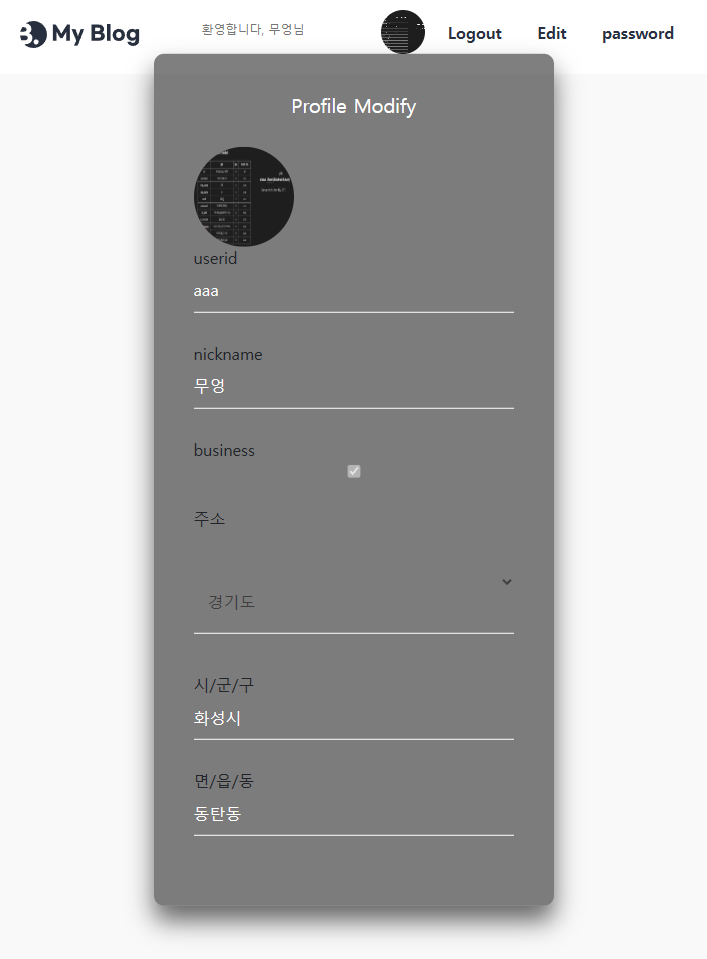 My Blog
환영합니다, 무엉님
Logout
Edit
password
Profile Modify
userid
aaa
nickname
무엉
business
주소
경기도
시/군/구
화성시
면/읍/동
동탄동